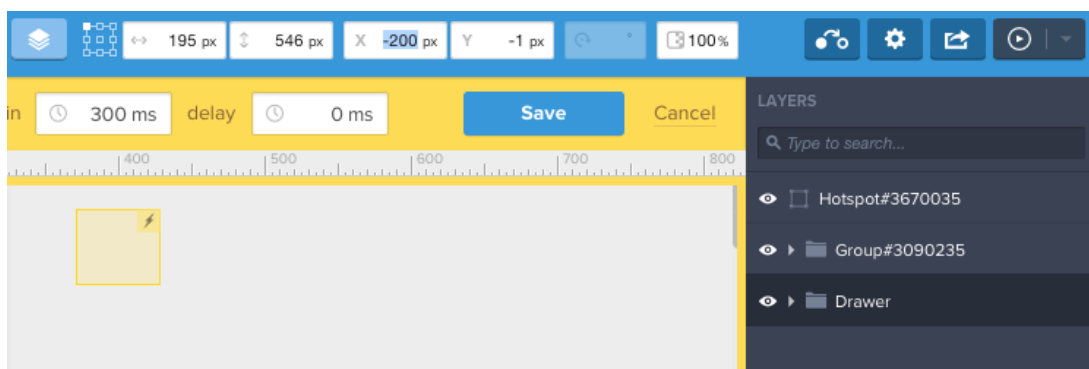 195 px 546 px X -200 px Y -1 px 100%
in 300 ms delay 0 ms Save Cancel
400 500 600 700 800
LAYERS
Type to search...
Hotspot#3670035
Group#3090235
Drawer